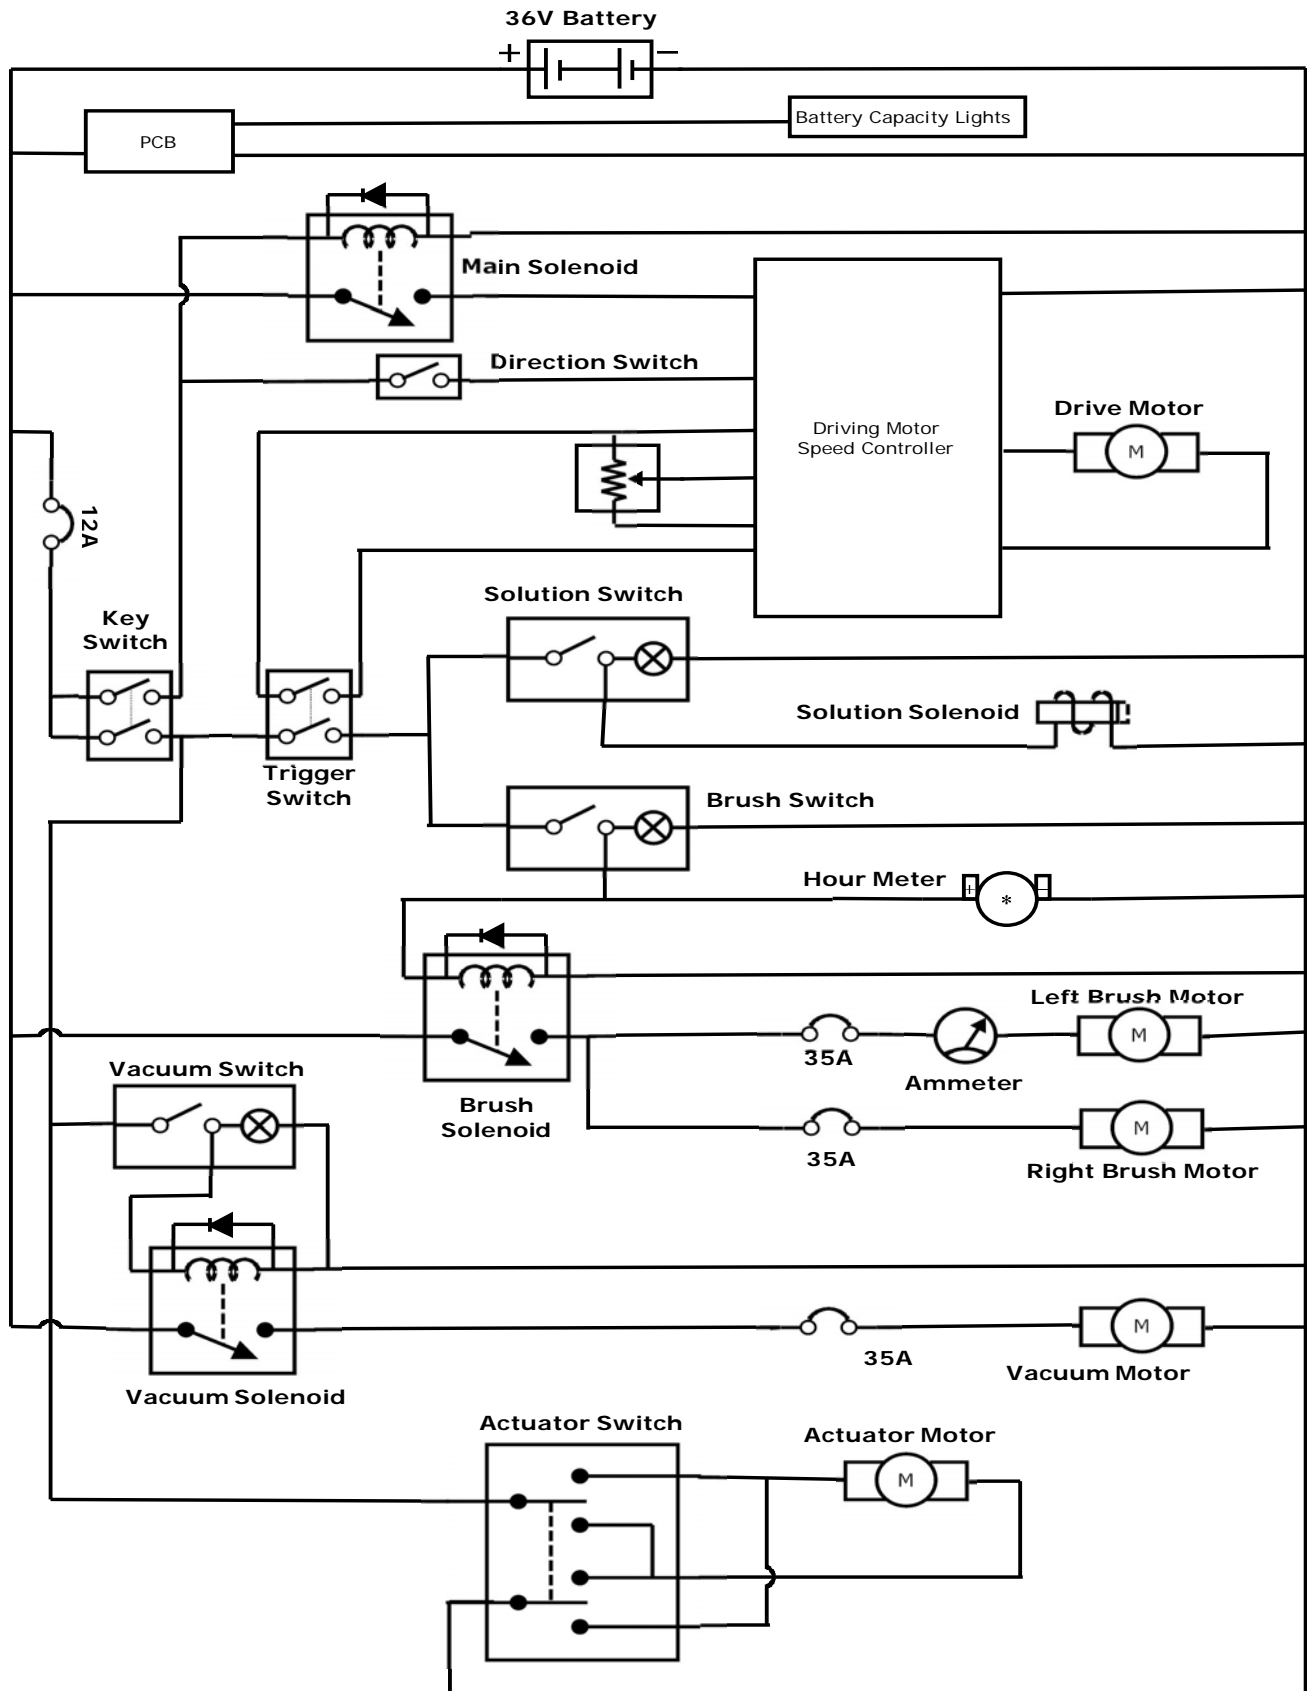 36V Battery
+
−
Battery Capacity Lights
PCB
Main Solenoid
Direction Switch
Drive Motor
M
Driving Motor
Speed Controller
12A
Key
Switch
Solution Switch
Solution Solenoid
Trigger
Switch
Brush Switch
Hour Meter
+
*
−
Left Brush Motor
M
35A
Ammeter
Vacuum Switch
Brush
Solenoid
M
35A
Right Brush Motor
M
35A
Vacuum Motor
Vacuum Solenoid
Actuator Switch
Actuator Motor
M